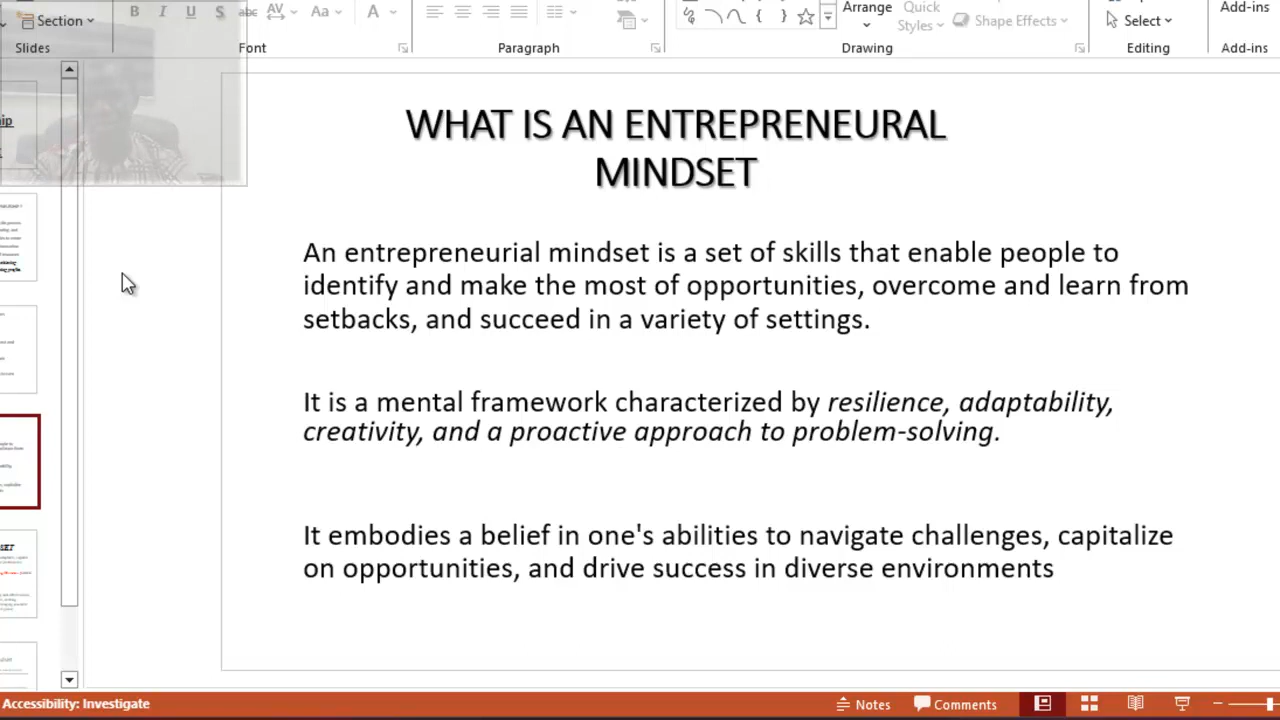 Section
B I U S abc AV Aa A
Arrange
Quick
Styles
Shape Effects
Select
Add-ins
Slides
Font
Paragraph
Drawing
Editing
Add-ins
WHAT IS AN ENTREPRENEURAL
MINDSET
An entrepreneurial mindset is a set of skills that enable people to
identify and make the most of opportunities, overcome and learn from
setbacks, and succeed in a variety of settings.
It is a mental framework characterized by resilience, adaptability,
creativity, and a proactive approach to problem-solving.
It embodies a belief in one's abilities to navigate challenges, capitalize
on opportunities, and drive success in diverse environments
Accessibility: Investigate
Notes
Comments